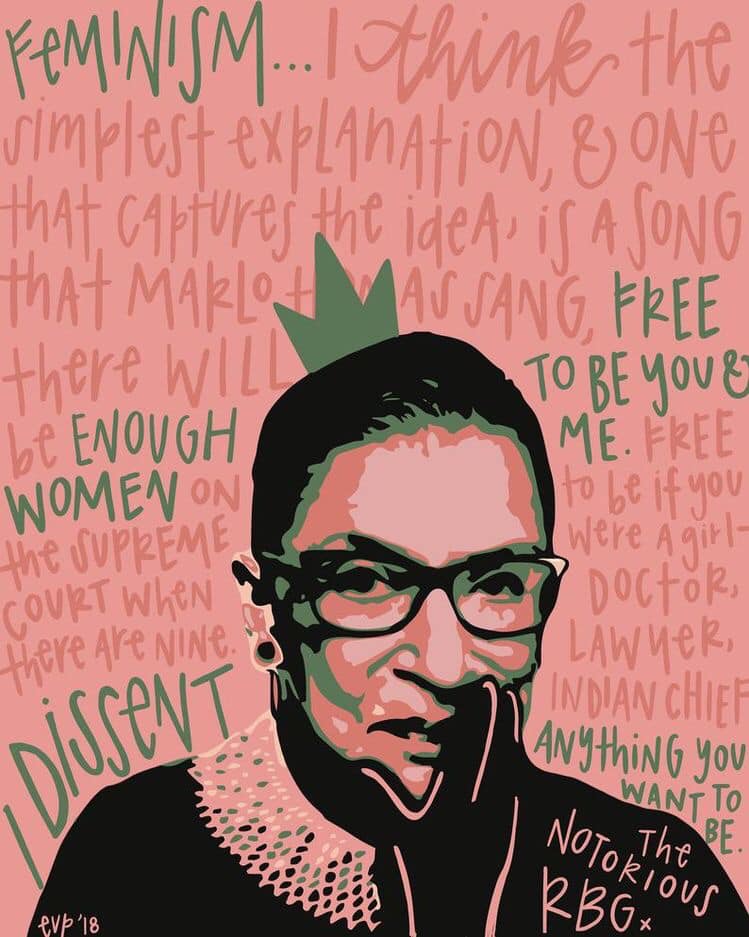 FEMINISM... I think the
simplest explanation, & ONE
that captures the idea, is A SONG
that MARLO thomAS SANG, FREE
TO BE YOU &
ME. FREE
to be if you
were A girl-
DOCTOR,
LAWYER,
INDIAN CHIEF
ANYthING YOU
WANT TO
BE.
there WILL
be ENOUGH
WOMEN ON
the SUPREME
COURT WheN
theRE ARE NINE.
I DISSENT
The
NOTORIOUS
RBG x
evp '18